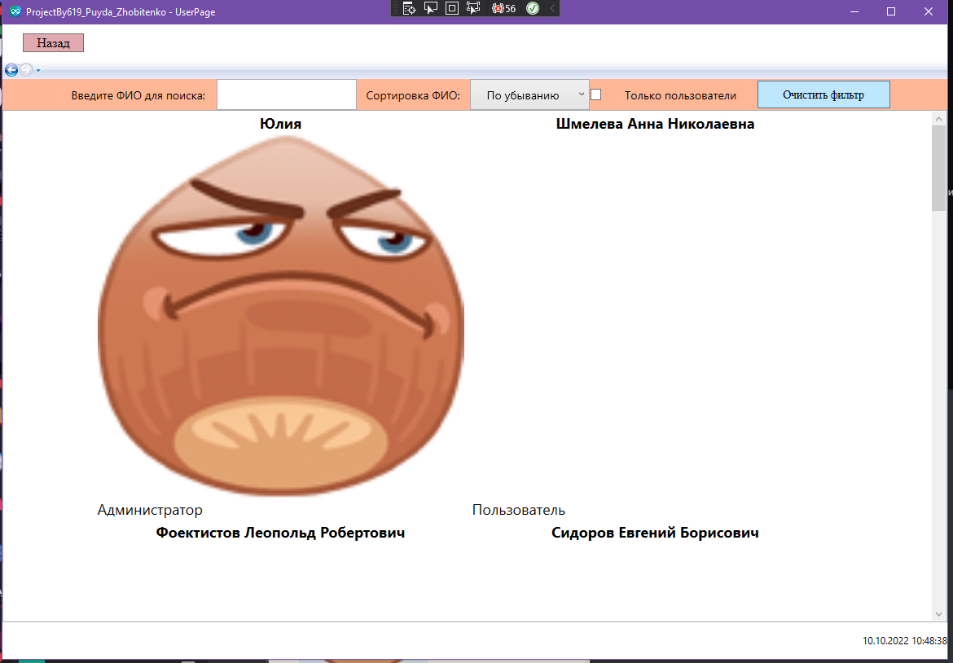 ProjectBy619_Puyda_Zhobitenko - UserPage
56
Назад
Введите ФИО для поиска:
Сортировка ФИО:
По убыванию
Только пользователи
Очистить фильтр
Юлия
Шмелева Анна Николаевна
Администратор
Пользователь
Фоектистов Леопольд Робертович
Сидоров Евгений Борисович
10.10.2022 10:48:38